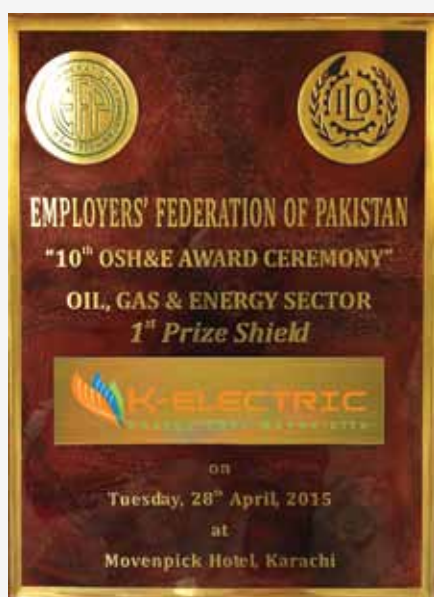 ILO
EMPLOYERS' FEDERATION OF PAKISTAN
"10th OSH&E AWARD CEREMONY"
OIL, GAS & ENERGY SECTOR
1st Prize Shield
K-ELECTRIC
on
Tuesday, 28th April, 2015
at
Movenpick Hotel, Karachi